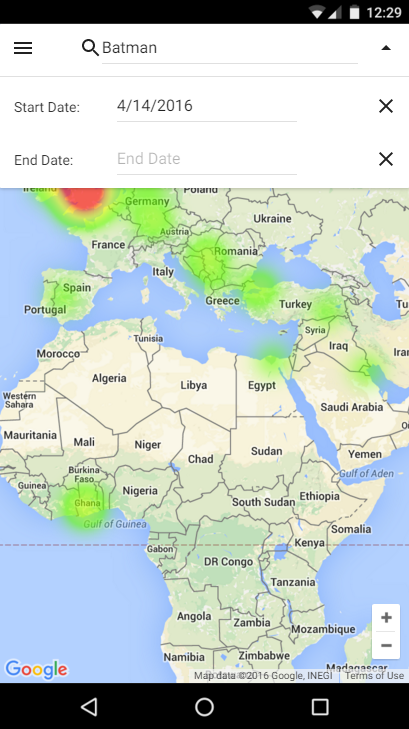 12:29
Batman
Start Date: 4/14/2016
End Date: End Date
Ireland
Poland
Germany
Ukraine
Austria
France
Romania
Italy
Spain
Greece
Turkey
Portugal
Tu
Syria
Tunisia
Iraq
Iran
Morocco
Algeria
Libya
Egypt
Western
Sahara
Saudi Arabia
Mauritania
Mali
Niger
Chad
Sudan
Yemen
Gulf of Aden
Burkina
Faso
Guinea
Nigeria
Ghana
South Sudan
Ethiopia
Gulf of Guinea
Somalia
Gabon
Kenya
DR Congo
Tanzania
Angola
Zambia
Mozambique
Namibia
Zimbabwe
Madagascar
+
−
Google
Map data ©2016 Google, INEGI
Terms of Use